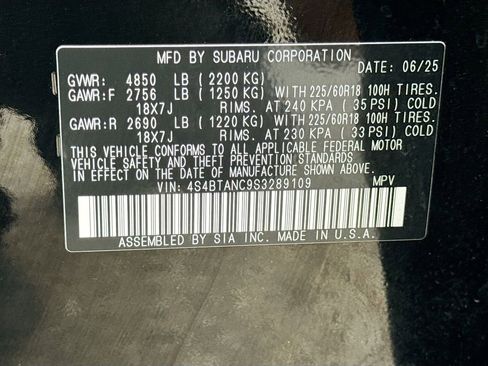 MFD BY SUBARU CORPORATION
DATE: 06/25
GVWR: 4850 LB (2200 KG)
GAWR:F 2756 LB (1250 KG) WITH 225/60R18 100H TIRES,
18X7J RIMS. AT 240 KPA (35 PSI) COLD
GAWR:R 2690 LB (1220 KG) WITH 225/60R18 100H TIRES,
18X7J RIMS. AT 230 KPA (33 PSI) COLD
THIS VEHICLE CONFORMS TO ALL APPLICABLE FEDERAL MOTOR
VEHICLE SAFETY AND BUMPER AND THEFT PREVENTION STANDARDS
IN EFFECT ON THE DATE OF MANUFACTURE SHOWN ABOVE.
VIN: 4S4BTANC9S3289109 MPV
ASSEMBLED BY SIA INC. MADE IN U.S.A.